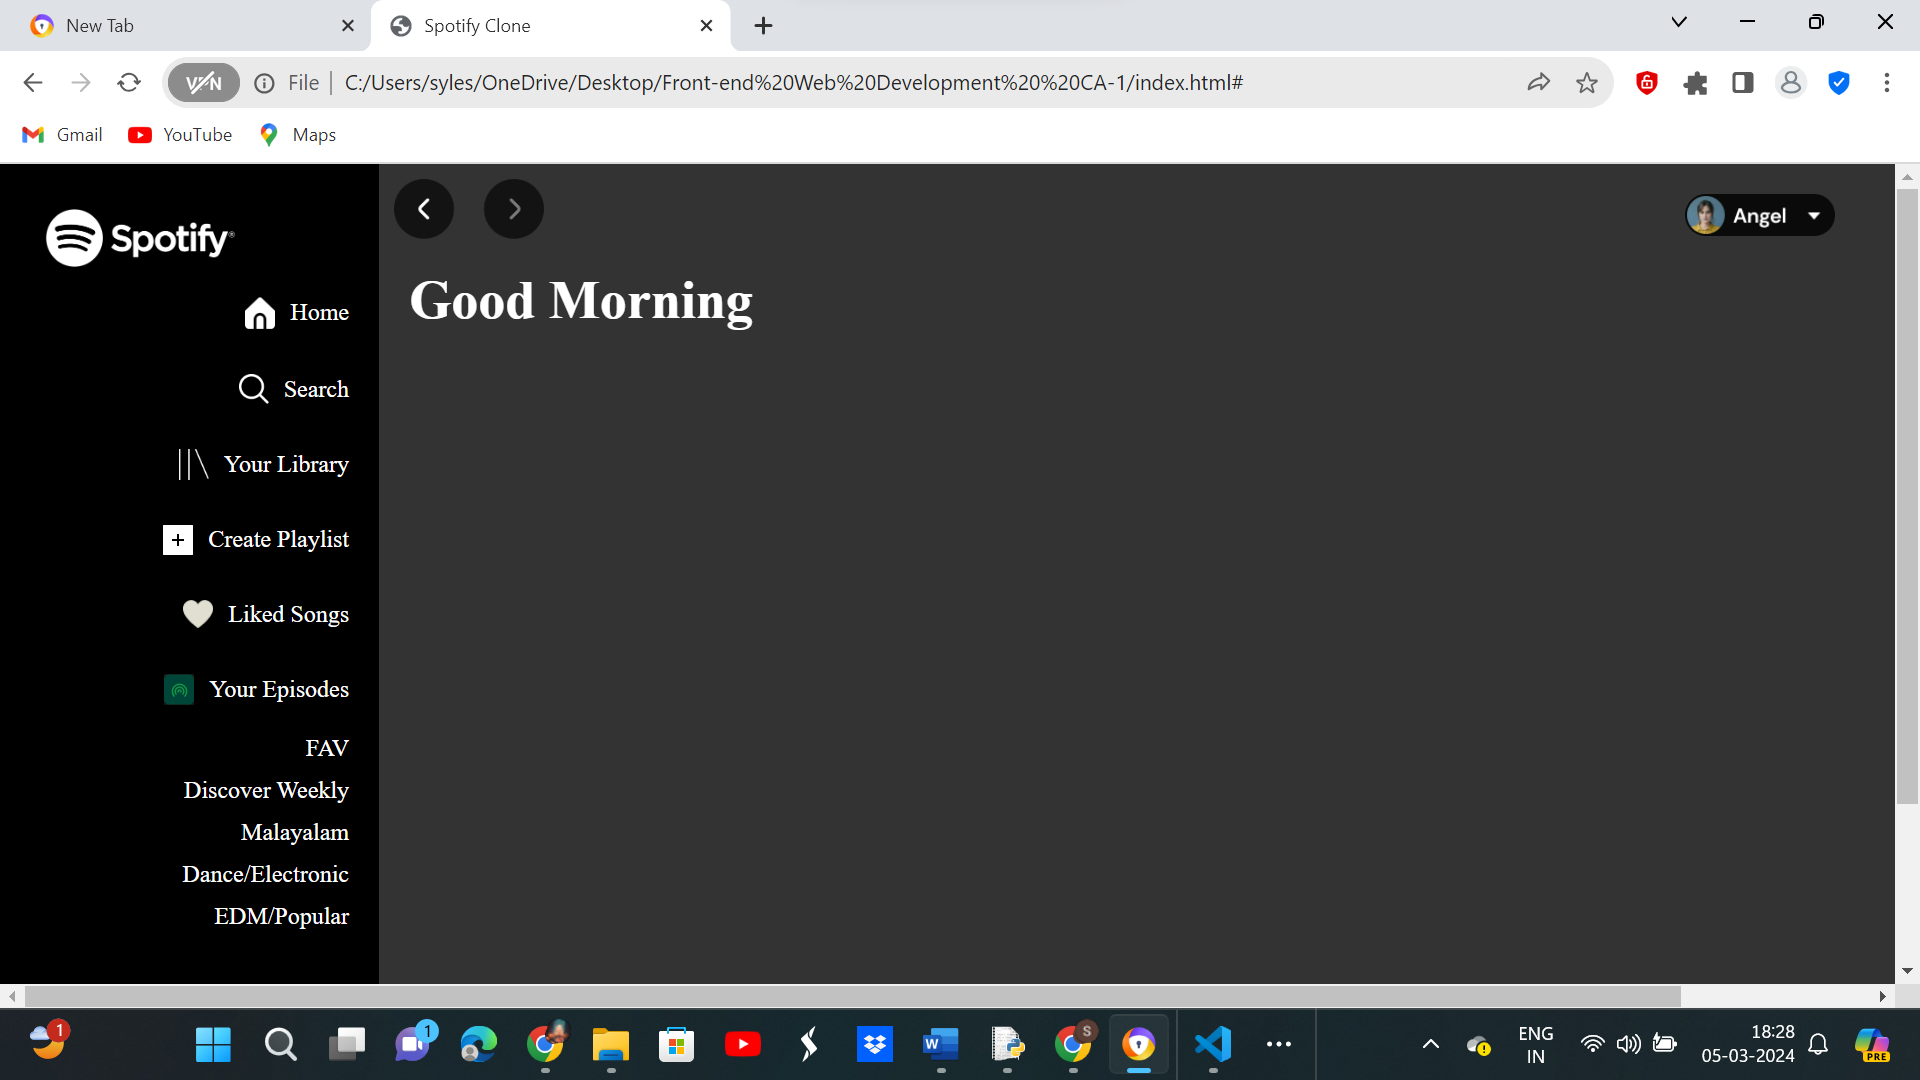 New Tab
Spotify Clone
VPN
File
C:/Users/syles/OneDrive/Desktop/Front-end%20Web%20Development%20%20CA-1/index.html#
Gmail
YouTube
Maps
Spotify®
Angel
Good Morning
Home
Search
Your Library
Create Playlist
Liked Songs
Your Episodes
FAV
Discover Weekly
Malayalam
Dance/Electronic
EDM/Popular
1
1
W
S
ENG
IN
18:28
05-03-2024
PRE